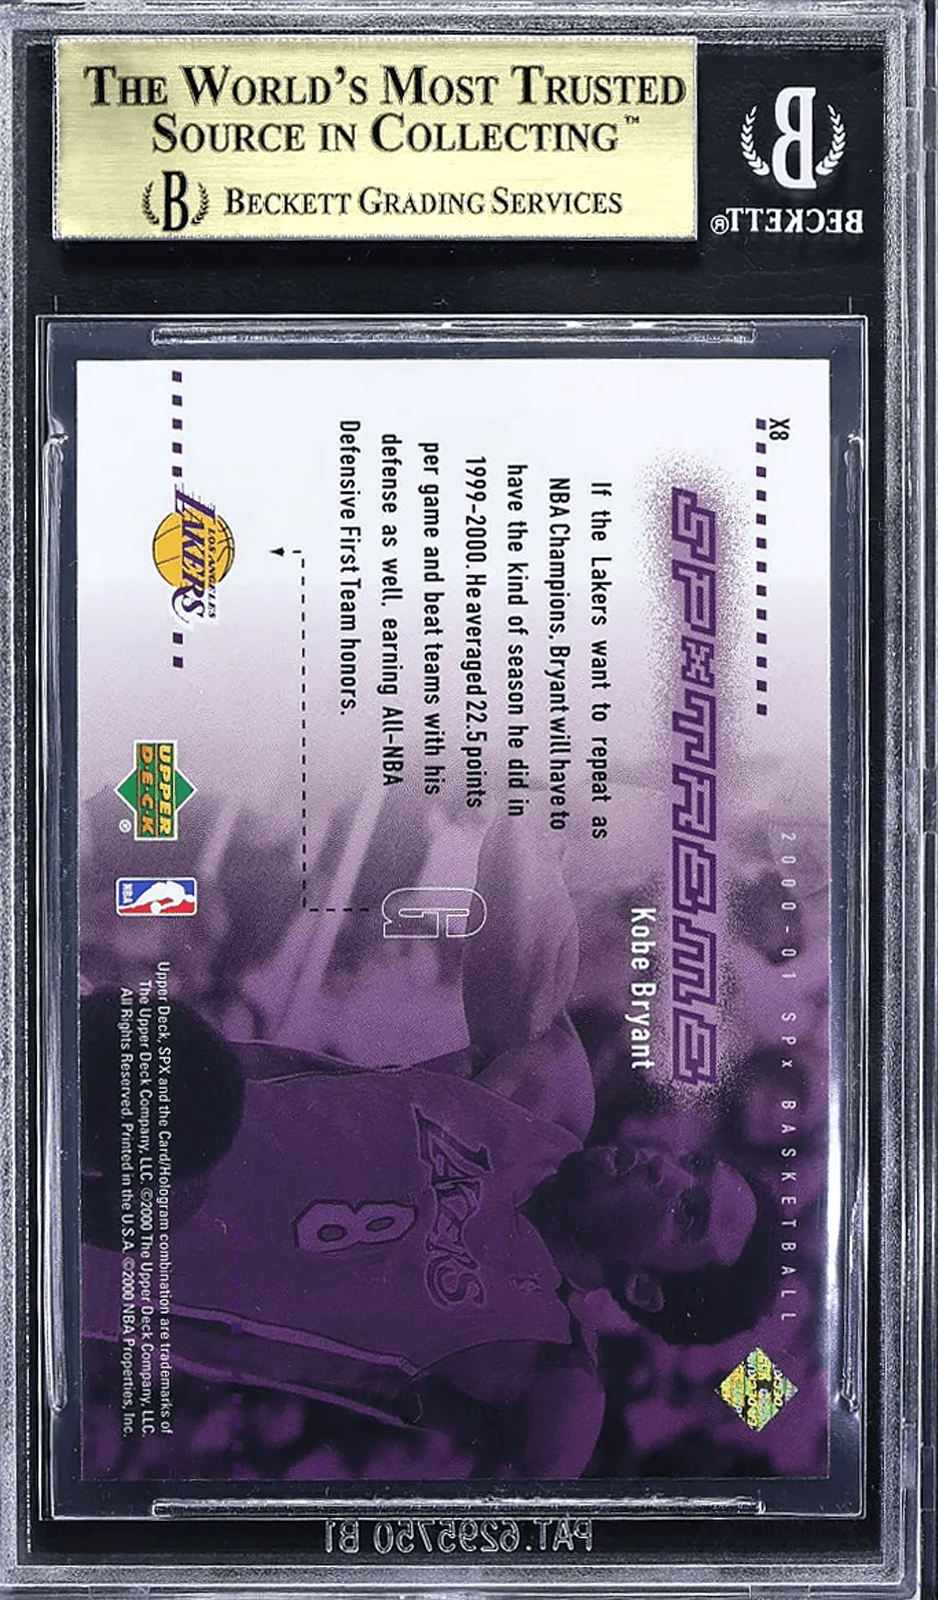 THE WORLD'S MOST TRUSTED
SOURCE IN COLLECTING™
B BECKETT GRADING SERVICES
B
BECKETT®
X8
SPXTREME
Kobe Bryant
2000-01 SPx BASKETBALL
If the Lakers want to repeat as
NBA Champions, Bryant will have to
have the kind of season he did in
1999-2000. He averaged 22.5 points
per game and beat teams with his
defense as well, earning All-NBA
Defensive First Team honors.
G
LOS ANGELES
LAKERS
UPPER
DECK
®
NBA
LAKERS
8
Upper Deck, SPX and the Card/Hologram combination are trademarks of
The Upper Deck Company, LLC. ©2000 The Upper Deck Company, LLC.
All Rights Reserved. Printed in the U.S.A. ©2000 NBA Properties, Inc.
PAT. 6295750 B1